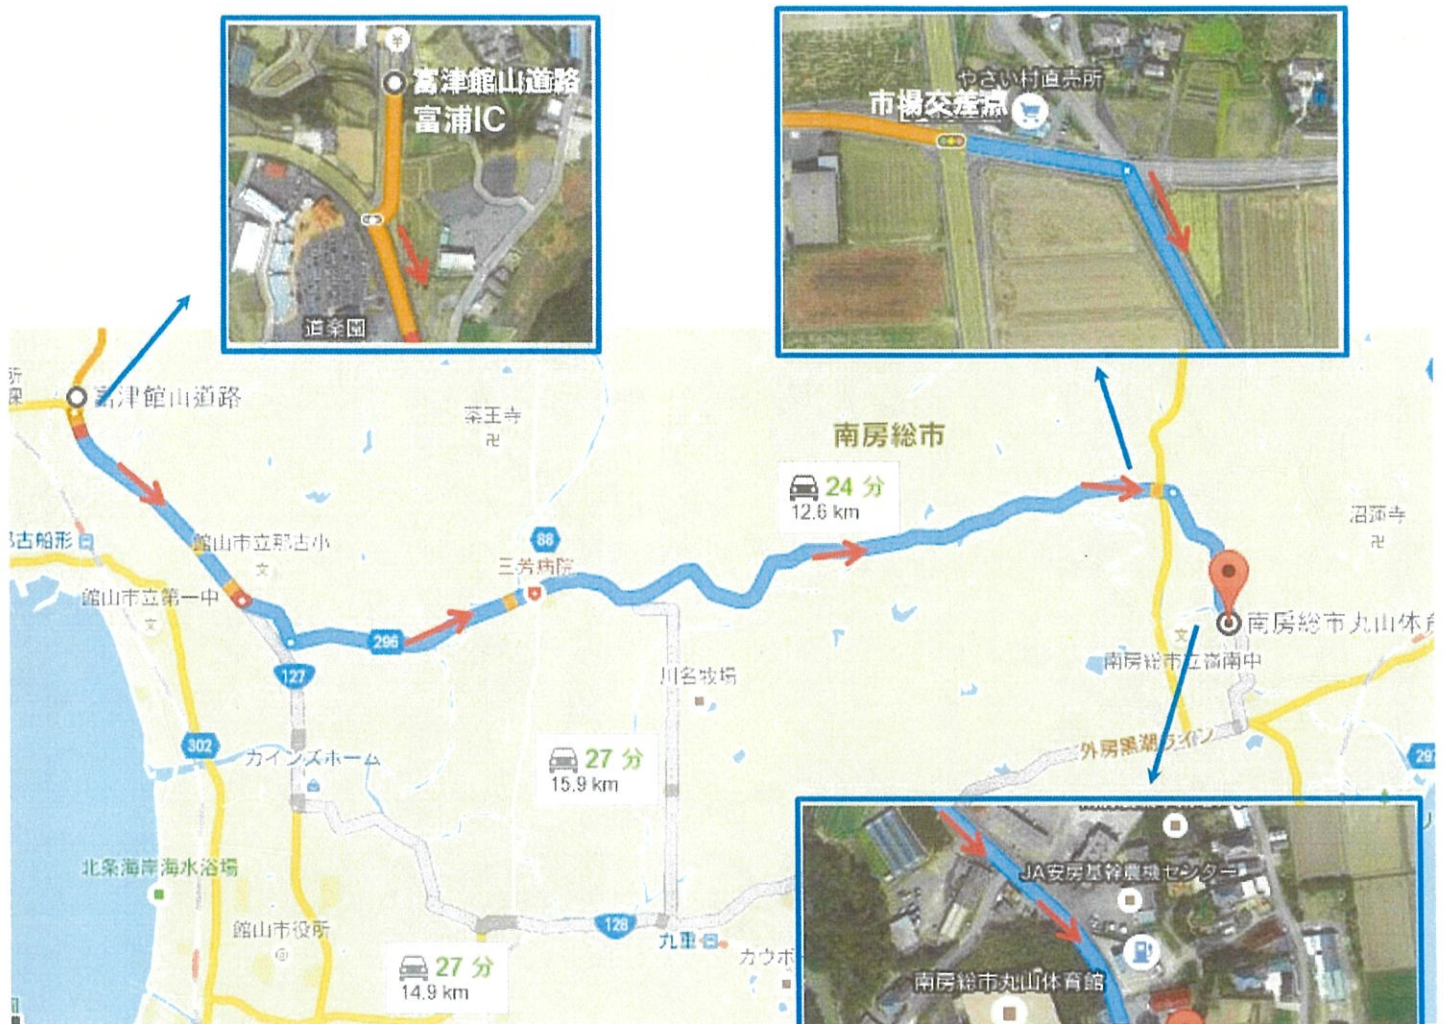 富津館山道路
富浦IC
道楽園
やさい村直売所
市場交差点
富津館山道路
茶王寺
南房総市
24 分
12.6 km
沼蓮寺
館山市立那古小
館山市立第一中
88
三芳病院
296
127
川名牧場
南房総市丸山体育
南房総市立嶺南中
302
カインズホーム
27 分
15.9 km
外房黒潮ライン
北条海岸海水浴場
館山市役所
128
九重
27 分
14.9 km
JA安房基幹農機センター
南房総市丸山体育館